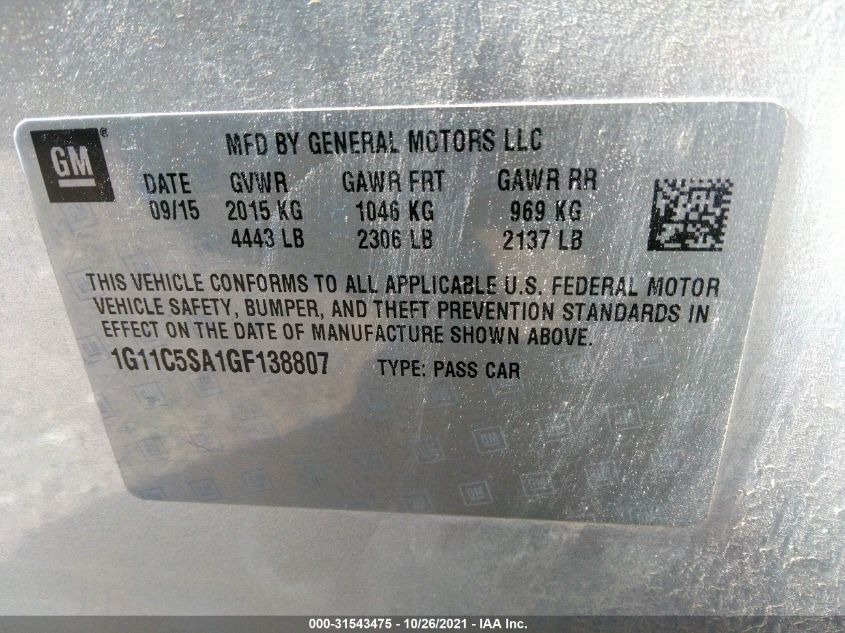 GM®
MFD BY GENERAL MOTORS LLC
DATE GVWR GAWR FRT GAWR RR
09/15 2015 KG 1046 KG 969 KG
4443 LB 2306 LB 2137 LB
THIS VEHICLE CONFORMS TO ALL APPLICABLE U.S. FEDERAL MOTOR
VEHICLE SAFETY, BUMPER, AND THEFT PREVENTION STANDARDS IN
EFFECT ON THE DATE OF MANUFACTURE SHOWN ABOVE.
1G11C5SA1GF138807 TYPE: PASS CAR
000-31543475 - 10/26/2021 - IAA Inc.